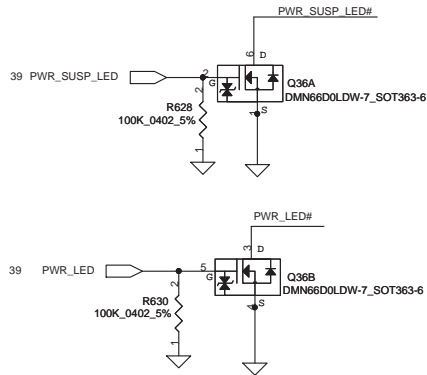 PWR_SUSP_LED#
6 D
39 PWR_SUSP_LED
2
G
Q36A
DMN66D0LDW-7_SOT363-6
2
R628
100K_0402_5%
1
1 S
PWR_LED#
3 D
39 PWR_LED
5
G
Q36B
DMN66D0LDW-7_SOT363-6
2
R630
100K_0402_5%
1
4 S